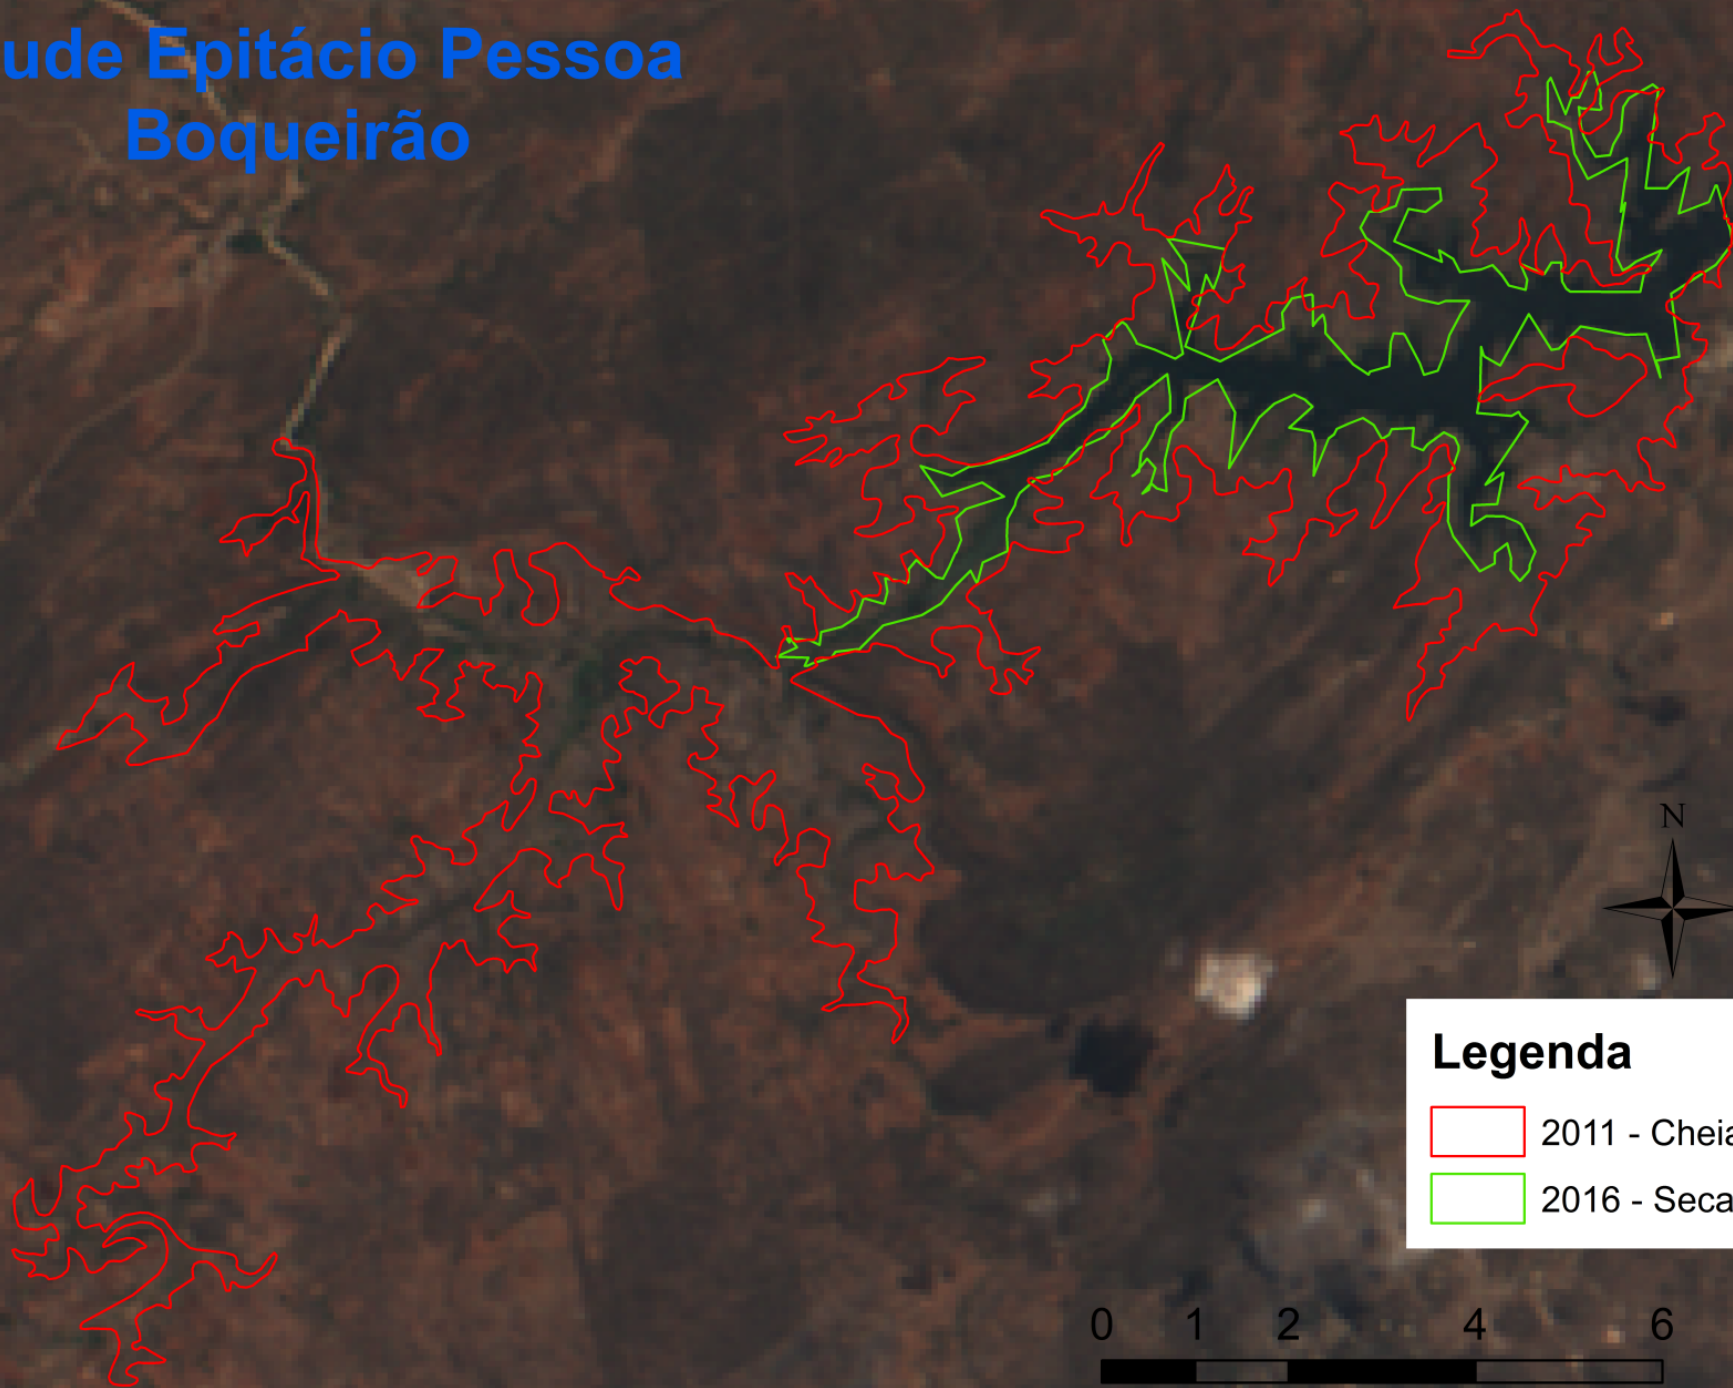 ude Epitácio Pessoa
Boqueirão
N
Legenda
2011 - Cheia
2016 - Seca
0 1 2 4 6